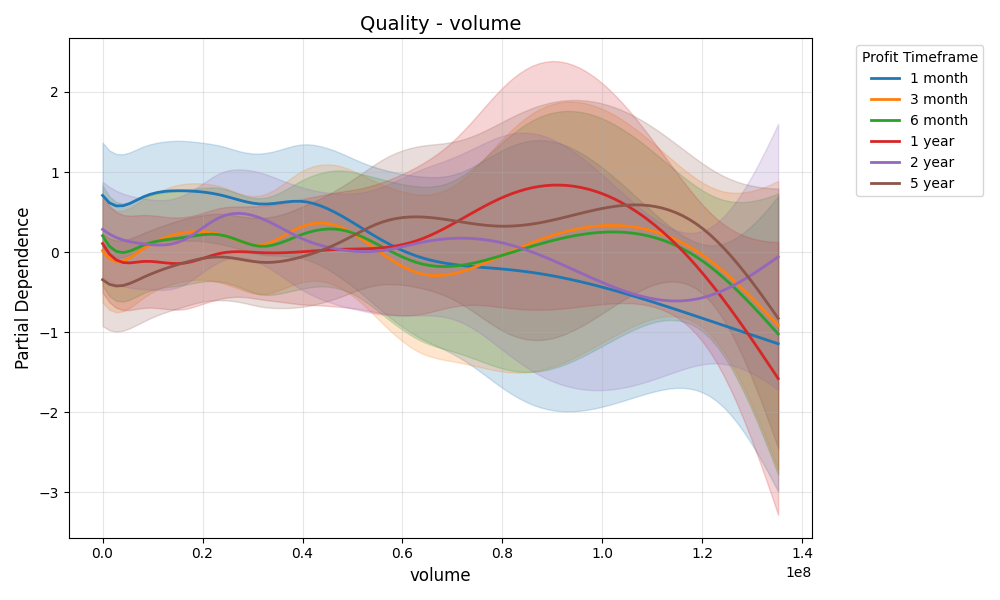 Quality - volume
Partial Dependence
2
1
0
−1
−2
−3
0.0 0.2 0.4 0.6 0.8 1.0 1.2 1.4
1e8
volume
Profit Timeframe
1 month
3 month
6 month
1 year
2 year
5 year